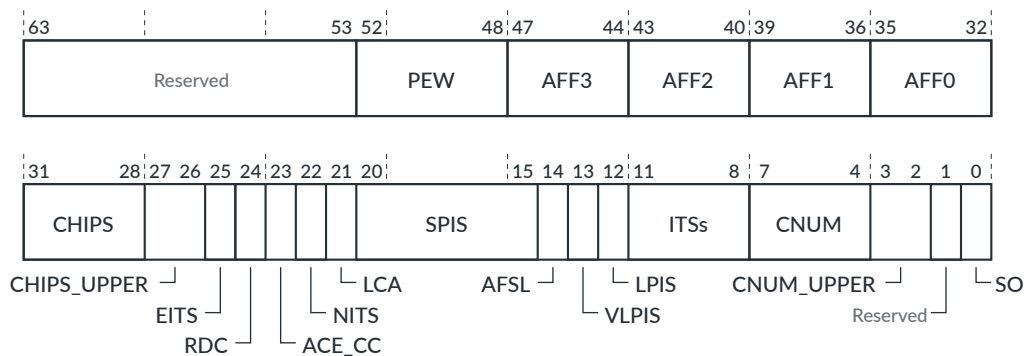 63 53 52 48 47 44 43 40 39 36 35 32
Reserved PEW AFF3 AFF2 AFF1 AFF0
31 28 27 26 25 24 23 22 21 20 15 14 13 12 11 8 7 4 3 2 1 0
CHIPS SPIS ITSs CNUM
CHIPS_UPPER LCA AFSL LPIS CNUM_UPPER SO
EITS NITS VLPIS Reserved
RDC ACE_CC